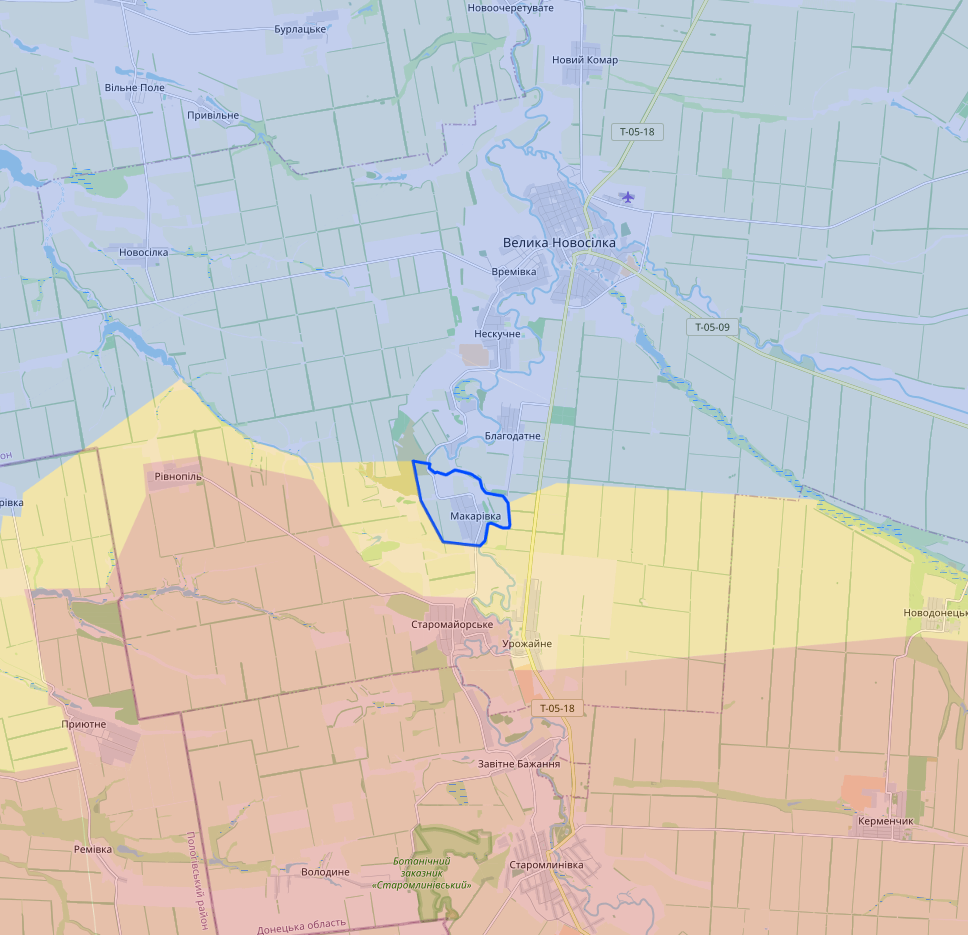 Новоочеретувате
Бурлацьке
Новий Комар
Вільне Поле
Привільне
Т-05-18
Велика Новосілка
Новосілка
Времівка
Т-05-09
Нескучне
Благодатне
он
Рівнопіль
рівка
Макарівка
Новодонецьк
Старомайорське
Урожайне
Т-05-18
Приютне
Завітне Бажання
Керменчик
Ремівка
Володине
Ботанічний
заказник
«Старомлинівський»
Старомлинівка
Пологівський район
Донецька область